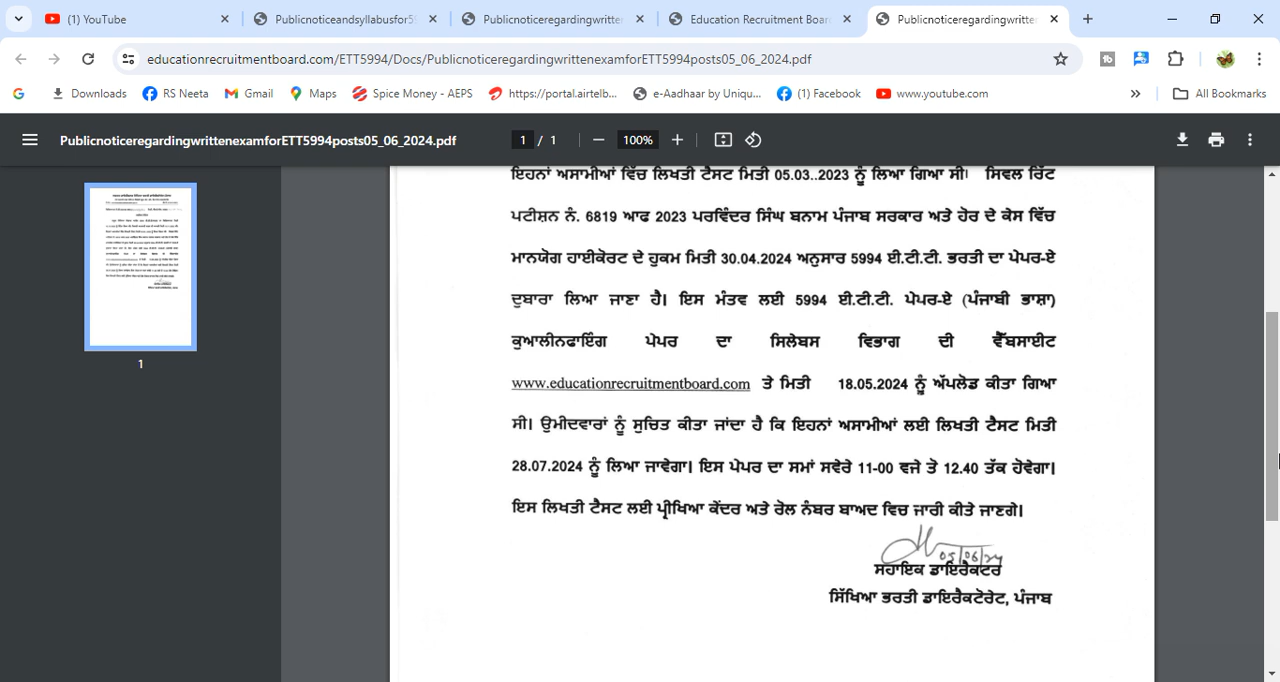 (1) YouTube
Publicnoticeandsyllabusfor5
Publicnoticeregardingwritte
Education Recruitment Boar
Publicnoticeregardingwritte
educationrecruitmentboard.com/ETT5994/Docs/PublicnoticeregardingwrittenexamforETT5994posts05_06_2024.pdf
Downloads
RS Neeta
Gmail
Maps
Spice Money - AEPS
https://portal.airtelb...
e-Aadhaar by Uniqu...
(1) Facebook
www.youtube.com
All Bookmarks
PublicnoticeregardingwrittenexamforETT5994posts05_06_2024.pdf
1 / 1
100%
1
ਇਹਨਾਂ ਅਸਾਮੀਆਂ ਵਿੱਚ ਲਿਖਤੀ ਟੈਸਟ ਮਿਤੀ 05.03..2023 ਨੂੰ ਲਿਆ ਗਿਆ ਸੀ। ਸਿਵਲ ਰਿੱਟ
ਪਟੀਸ਼ਨ ਨੰ. 6819 ਆਫ 2023 ਪਰਵਿੰਦਰ ਸਿੰਘ ਬਨਾਮ ਪੰਜਾਬ ਸਰਕਾਰ ਅਤੇ ਹੋਰ ਦੇ ਕੇਸ ਵਿੱਚ
ਮਾਨਯੋਗ ਹਾਈਕੋਰਟ ਦੇ ਹੁਕਮ ਮਿਤੀ 30.04.2024 ਅਨੁਸਾਰ 5994 ਈ.ਟੀ.ਟੀ. ਭਰਤੀ ਦਾ ਪੇਪਰ-ਏ
ਦੁਬਾਰਾ ਲਿਆ ਜਾਣਾ ਹੈ। ਇਸ ਮੰਤਵ ਲਈ 5994 ਈ.ਟੀ.ਟੀ. ਪੇਪਰ-ਏ (ਪੰਜਾਬੀ ਭਾਸ਼ਾ)
ਕੁਆਲੀਨਫਾਇੰਗ ਪੇਪਰ ਦਾ ਸਿਲੇਬਸ ਵਿਭਾਗ ਦੀ ਵੈੱਬਸਾਈਟ
www.educationrecruitmentboard.com ਤੇ ਮਿਤੀ 18.05.2024 ਨੂੰ ਅੱਪਲੋਡ ਕੀਤਾ ਗਿਆ
ਸੀ। ਉਮੀਦਵਾਰਾਂ ਨੂੰ ਸੁਚਿਤ ਕੀਤਾ ਜਾਂਦਾ ਹੈ ਕਿ ਇਹਨਾਂ ਅਸਾਮੀਆਂ ਲਈ ਲਿਖਤੀ ਟੈਸਟ ਮਿਤੀ
28.07.2024 ਨੂੰ ਲਿਆ ਜਾਵੇਗਾ। ਇਸ ਪੇਪਰ ਦਾ ਸਮਾਂ ਸਵੇਰੇ 11-00 ਵਜੇ ਤੋ 12.40 ਤੱਕ ਹੋਵੇਗਾ।
ਇਸ ਲਿਖਤੀ ਟੈਸਟ ਲਈ ਪ੍ਰੀਖਿਆ ਕੇਂਦਰ ਅਤੇ ਰੋਲ ਨੰਬਰ ਬਾਅਦ ਵਿਚ ਜਾਰੀ ਕੀਤੇ ਜਾਣਗੇ।
05/06/24
ਸਹਾਇਕ ਡਾਇਰੈਕਟਰ
ਸਿੱਖਿਆ ਭਰਤੀ ਡਾਇਰੈਕਟੋਰੇਟ, ਪੰਜਾਬ